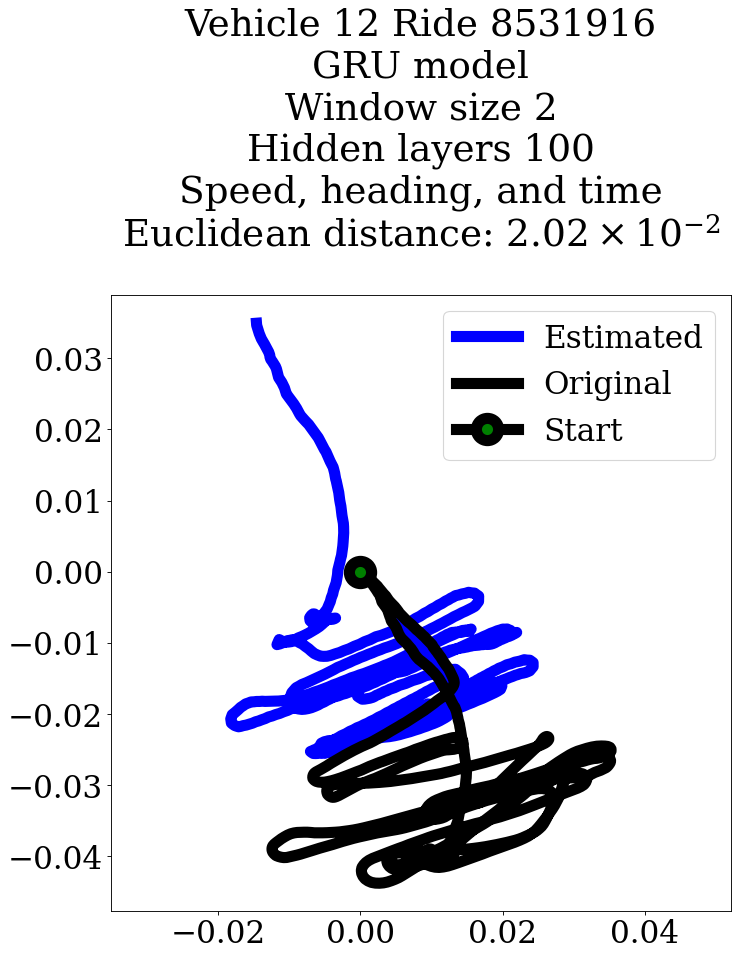 Vehicle 12 Ride 8531916
GRU model
Window size 2
Hidden layers 100
Speed, heading, and time
Euclidean distance: 2.02 × 10⁻²
Estimated
Original
Start
0.03
0.02
0.01
0.00
−0.01
−0.02
−0.03
−0.04
−0.02 0.00 0.02 0.04